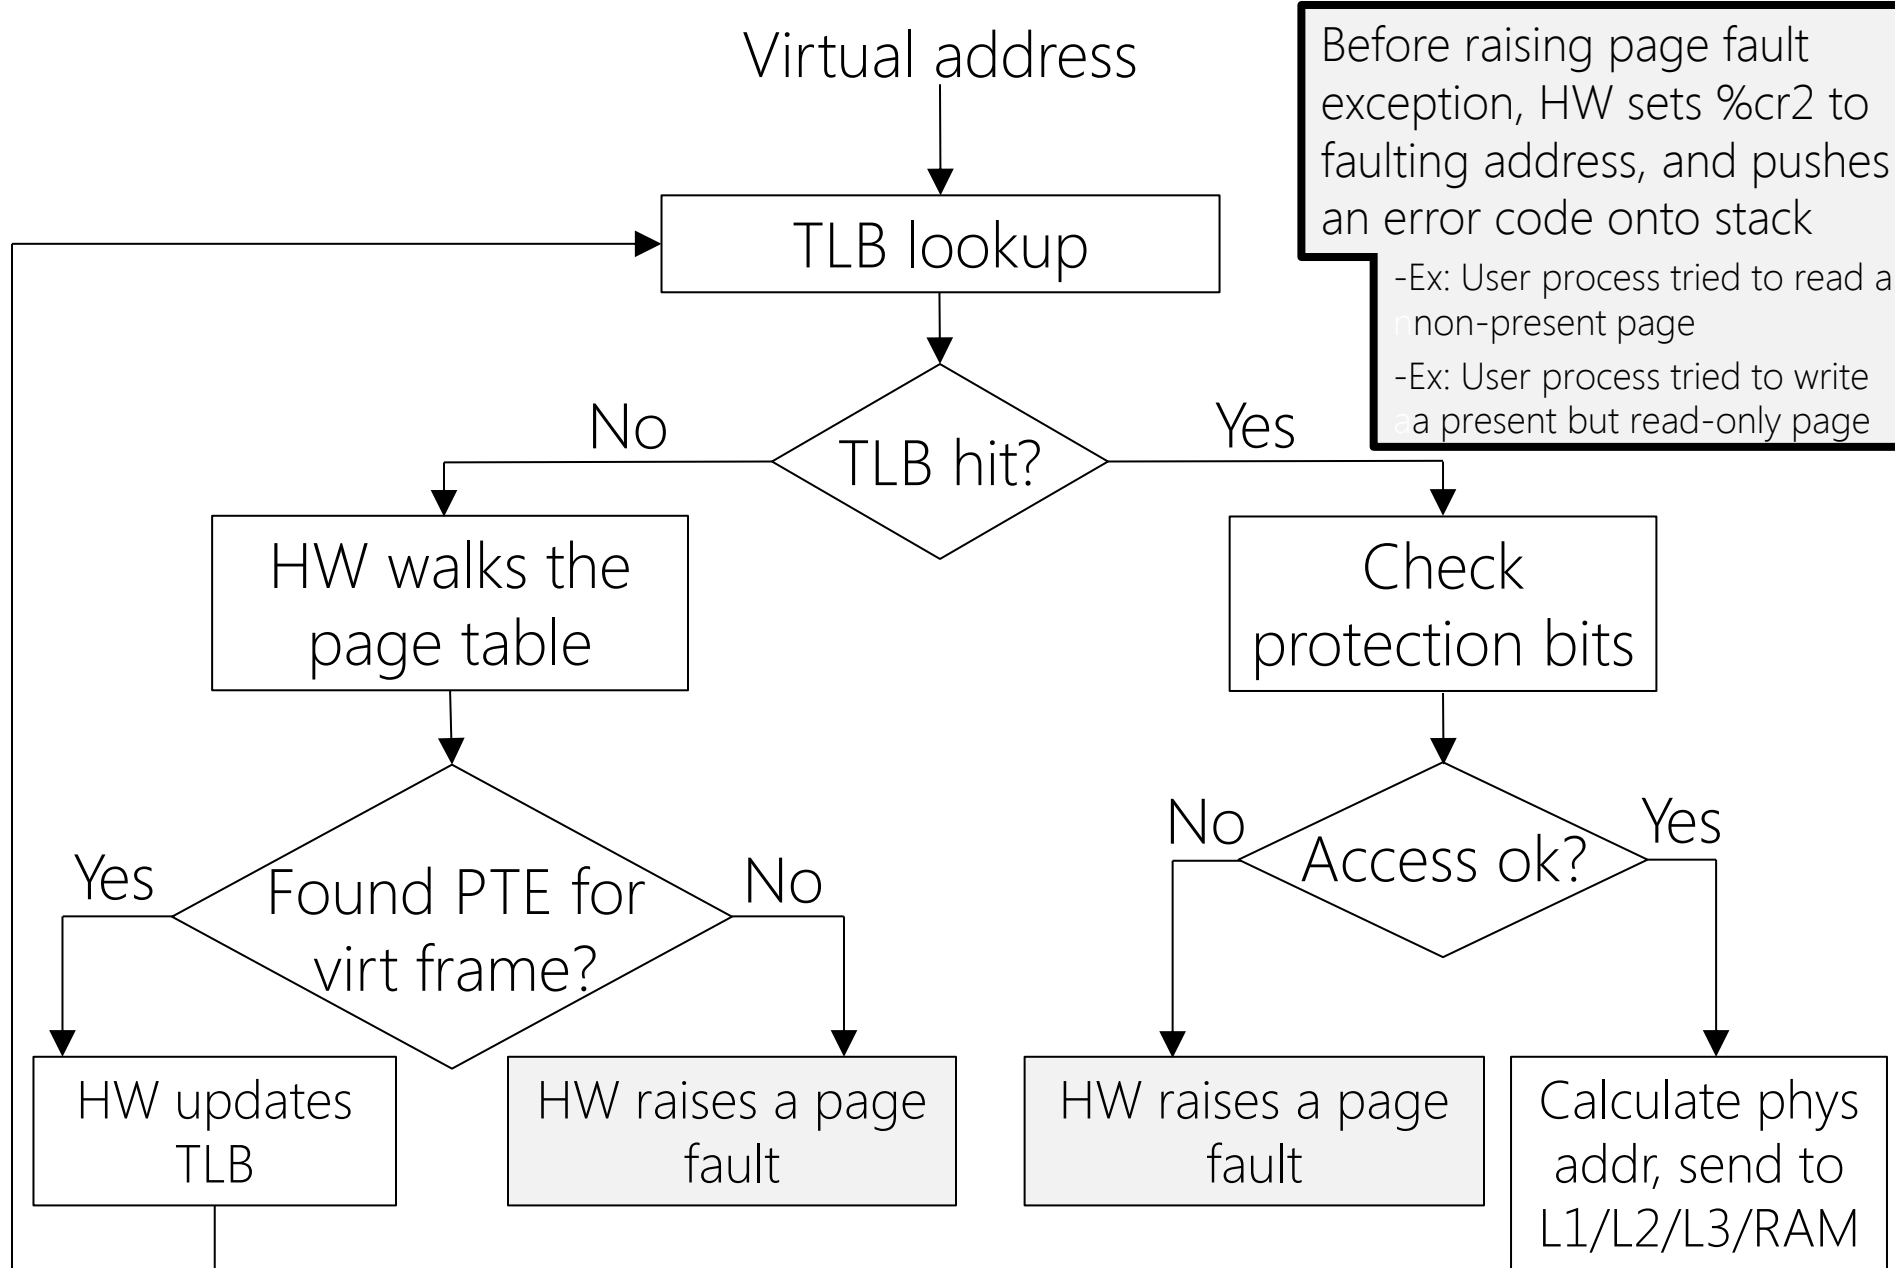 Virtual address
Before raising page fault
exception, HW sets %cr2 to
faulting address, and pushes
an error code onto stack
-Ex: User process tried to read a
nnon-present page
-Ex: User process tried to write
aa present but read-only page
TLB lookup
No
TLB hit?
Yes
HW walks the
page table
Check
protection bits
Yes
Found PTE for
virt frame?
No
No
Access ok?
Yes
HW updates
TLB
HW raises a page
fault
HW raises a page
fault
Calculate phys
addr, send to
L1/L2/L3/RAM